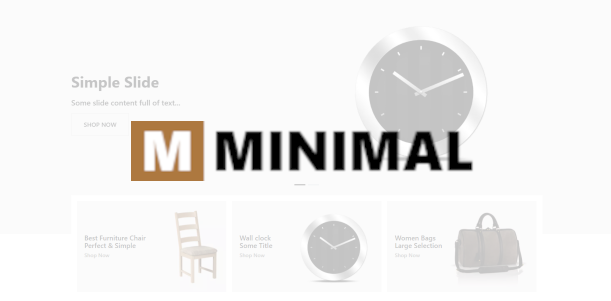 Simple Slide
Some slide content full of text...
SHOP NOW
M MINIMAL
Best Furniture Chair
Perfect & Simple
Shop Now
Wall clock
Some Title
Shop Now
Women Bags
Large Selection
Shop Now